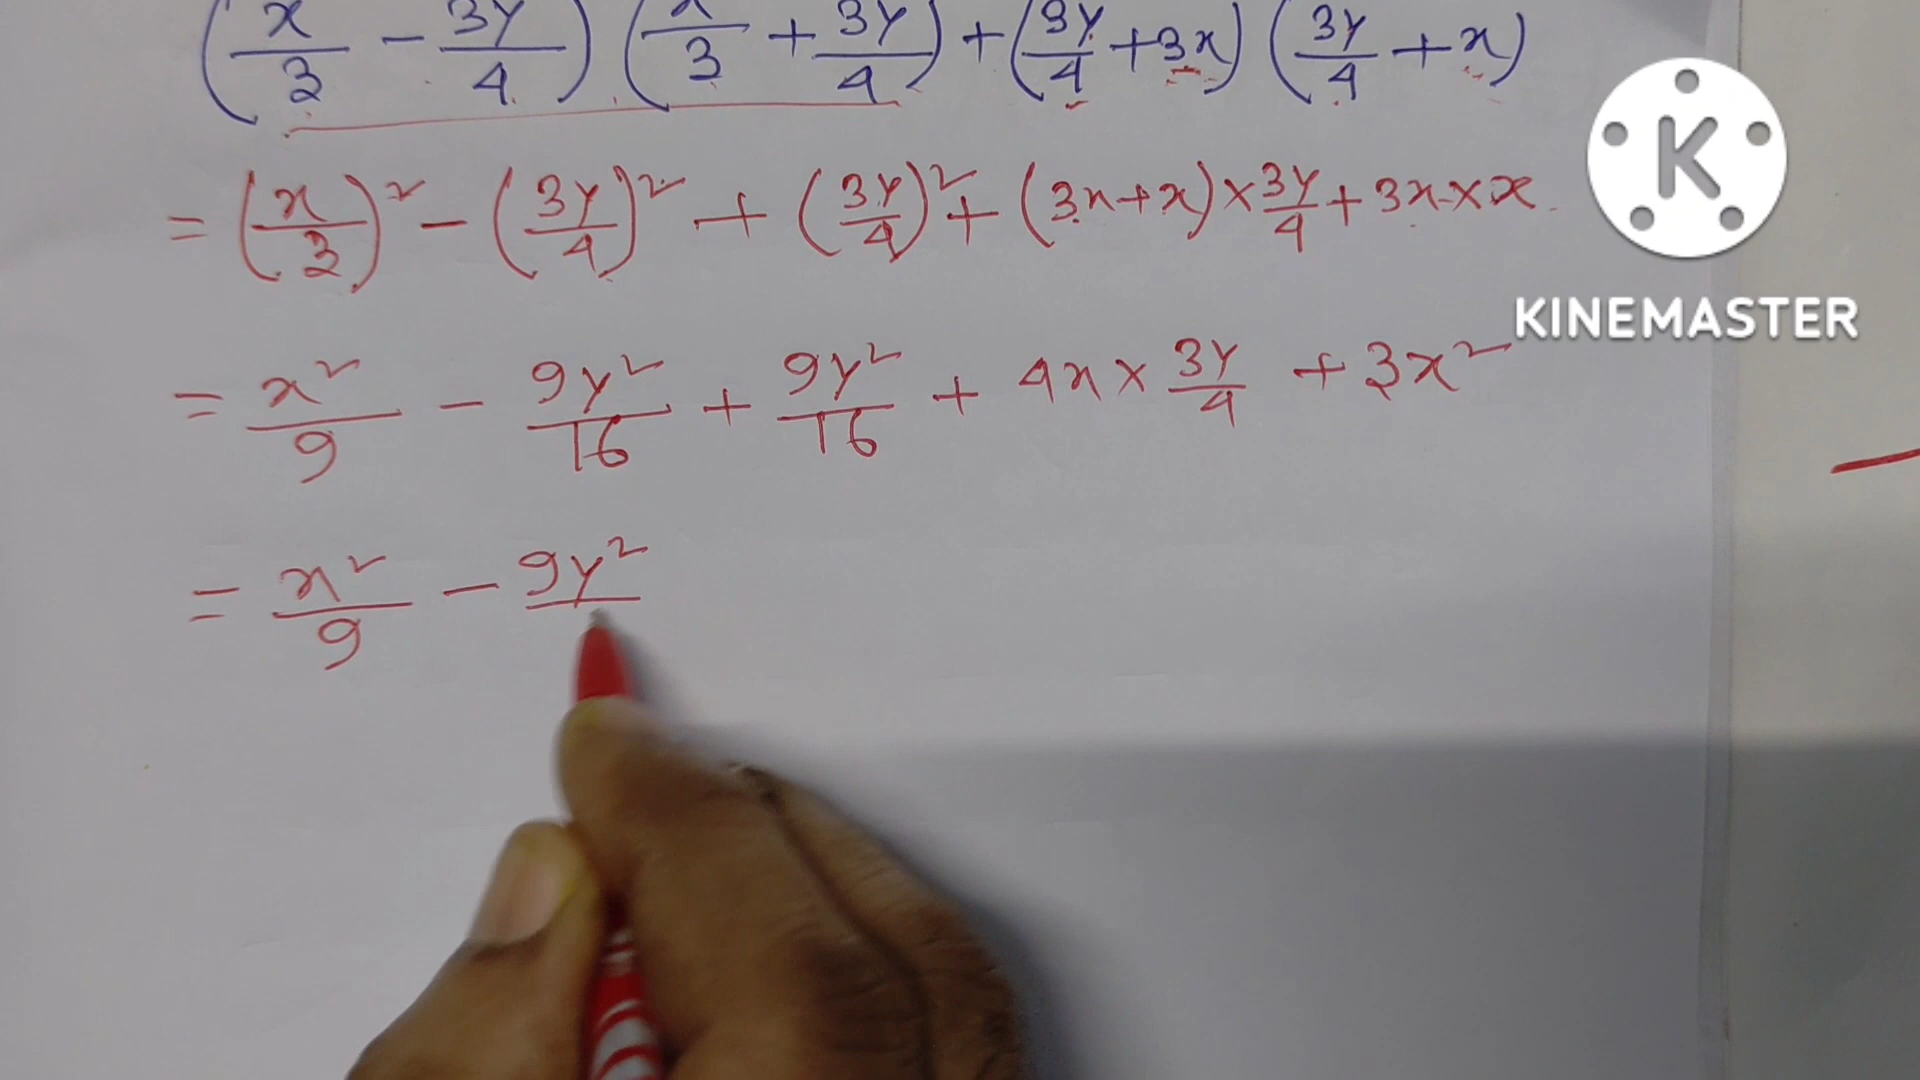 (x/3 - 3y/4) (x/3 + 3y/4) + (3y/4 + 3x) (3y/4 + x)
= (x/3)² - (3y/4)² + (3y/4)² + (3x+x) × 3y/4 + 3x × x
= x²/9 - 9y²/16 + 9y²/16 + 4x × 3y/4 + 3x²
= x²/9 - 9y²/
K
KINEMASTER